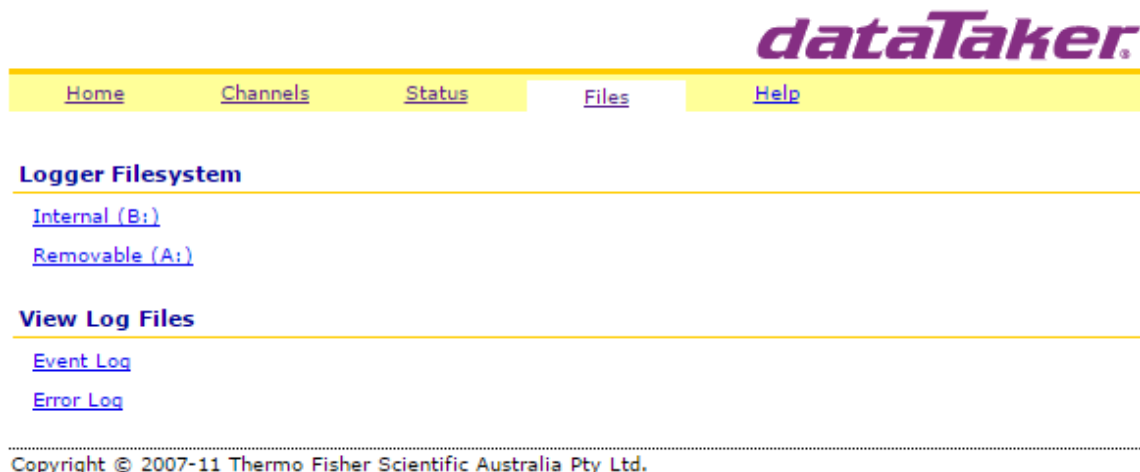 dataTaker®
Home Channels Status Files Help
Logger Filesystem
Internal (B:)
Removable (A:)
View Log Files
Event Log
Error Log
Copyright © 2007-11 Thermo Fisher Scientific Australia Pty Ltd.